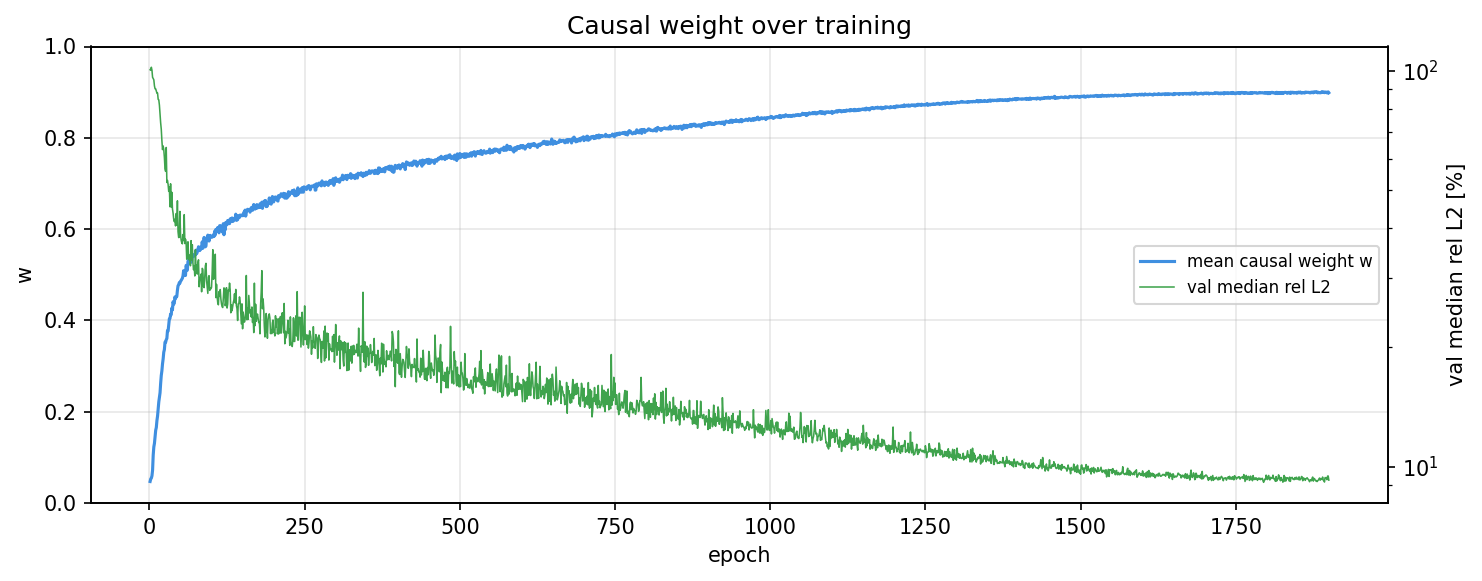 Causal weight over training
1.0
0.8
0.6
0.4
0.2
0.0
w
10²
10¹
val median rel L2 [%]
mean causal weight w
val median rel L2
0 250 500 750 1000 1250 1500 1750
epoch